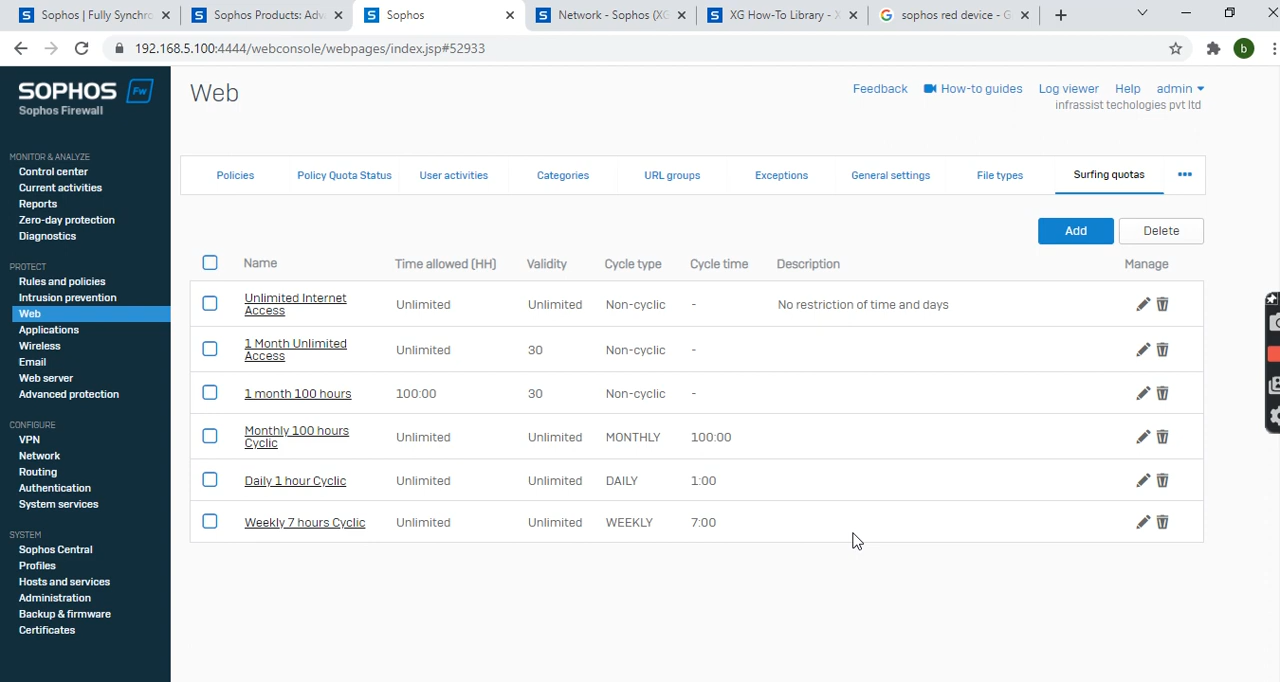 Sophos | Fully Synchro
Sophos Products: Adv
Sophos
Network - Sophos (XG
XG How-To Library - X
sophos red device - G
192.168.5.100:4444/webconsole/webpages/index.jsp#52933
b
SOPHOS Fw
Sophos Firewall
Web
Feedback
How-to guides
Log viewer
Help
admin
infrassist techologies pvt ltd
MONITOR & ANALYZE
Control center
Current activities
Reports
Zero-day protection
Diagnostics
PROTECT
Rules and policies
Intrusion prevention
Web
Applications
Wireless
Email
Web server
Advanced protection
CONFIGURE
VPN
Network
Routing
Authentication
System services
SYSTEM
Sophos Central
Profiles
Hosts and services
Administration
Backup & firmware
Certificates
Policies
Policy Quota Status
User activities
Categories
URL groups
Exceptions
General settings
File types
Surfing quotas
•••
Add
Delete
Name Time allowed (HH) Validity Cycle type Cycle time Description Manage
Unlimited Internet Access Unlimited Unlimited Non-cyclic - No restriction of time and days
1 Month Unlimited Access Unlimited 30 Non-cyclic -
1 month 100 hours 100:00 30 Non-cyclic -
Monthly 100 hours Cyclic Unlimited Unlimited MONTHLY 100:00
Daily 1 hour Cyclic Unlimited Unlimited DAILY 1:00
Weekly 7 hours Cyclic Unlimited Unlimited WEEKLY 7:00